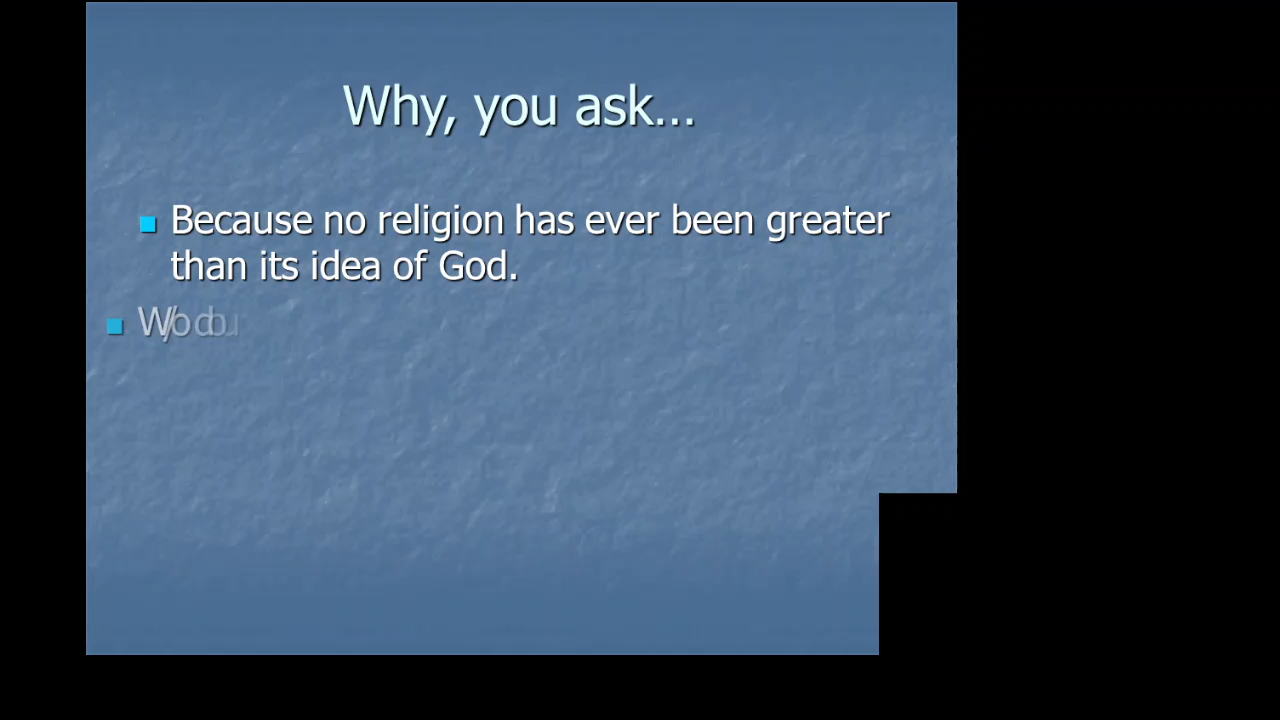 Why, you ask...
Because no religion has ever been greater
than its idea of God.